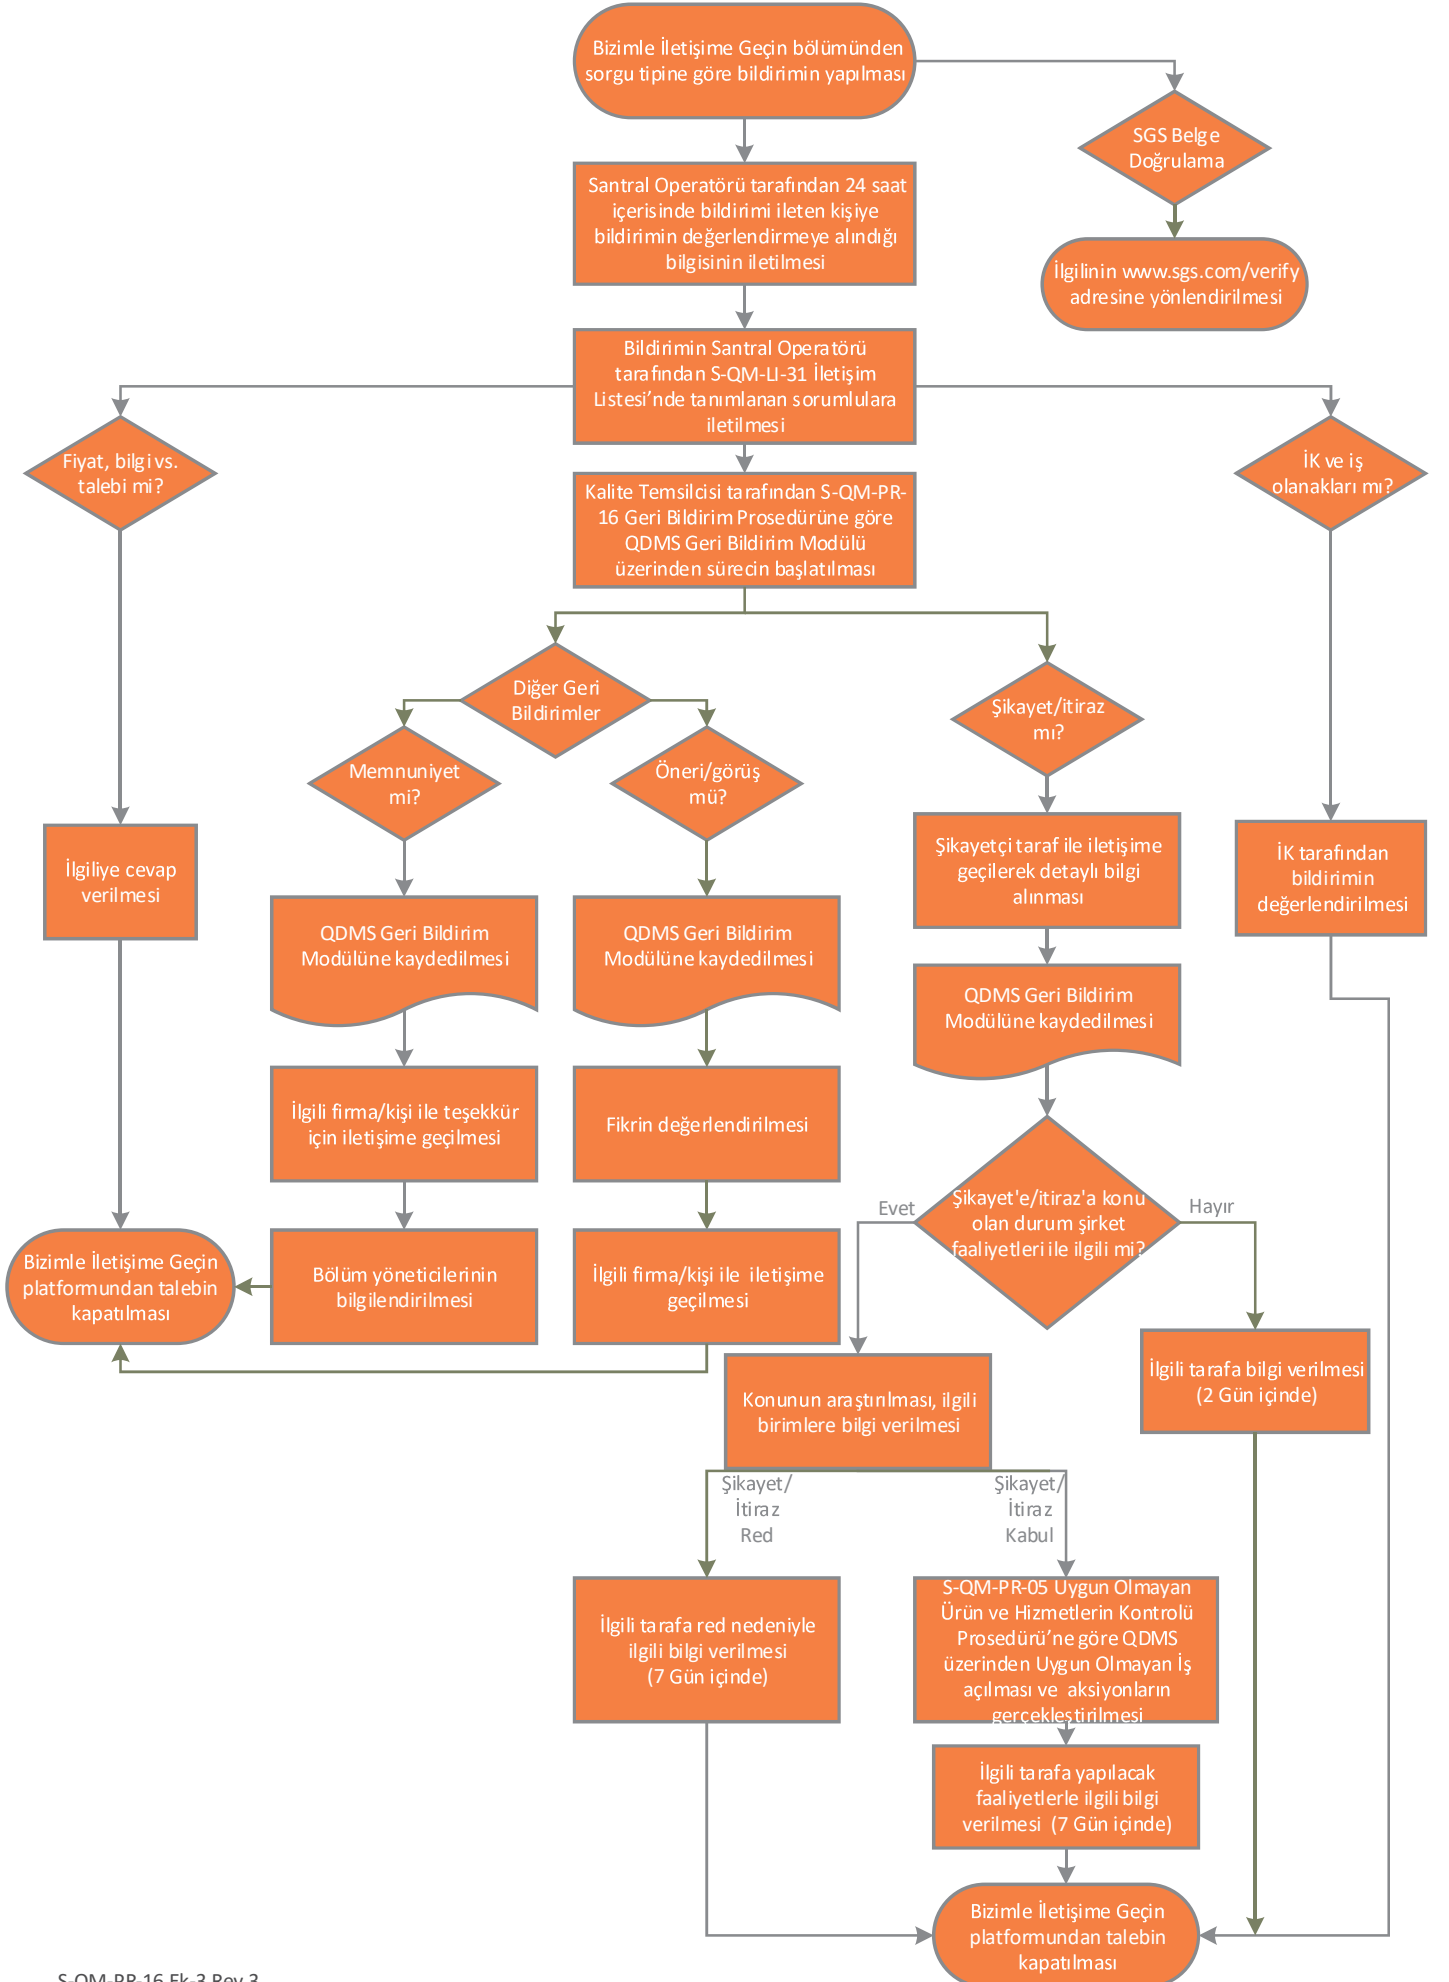 Bizimle İletişime Geçin bölümünden
sorgu tipine göre bildirimin yapılması
SGS Belge
Doğrulama
İlgilinin www.sgs.com/verify
adresine yönlendirilmesi
Santral Operatörü tarafından 24 saat
içerisinde bildirimi ileten kişiye
bildirimin değerlendirmeye alındığı
bilgisinin iletilmesi
Bildirimin Santral Operatörü
tarafından S-QM-LI-31 İletişim
Listesi’nde tanımlanan sorumlulara
iletilmesi
Fiyat, bilgi vs.
talebi mi?
İK ve iş
olanakları mı?
Kalite Temsilcisi tarafından S-QM-PR-
16 Geri Bildirim Prosedürüne göre
QDMS Geri Bildirim Modülü
üzerinden sürecin başlatılması
Diğer Geri
Bildirimler
Şikayet/itiraz
mı?
Memnuniyet
mi?
Öneri/görüş
mü?
İlgiliye cevap
verilmesi
Şikayetçi taraf ile iletişime
geçilerek detaylı bilgi
alınması
İK tarafından
bildirimin
değerlendirilmesi
QDMS Geri Bildirim
Modülüne kaydedilmesi
QDMS Geri Bildirim
Modülüne kaydedilmesi
QDMS Geri Bildirim
Modülüne kaydedilmesi
İlgili firma/kişi ile teşekkür
için iletişime geçilmesi
Fikrin değerlendirilmesi
Evet
Şikayet'e/itiraz'a konu
olan durum şirket
faaliyetleri ile ilgili mi?
Hayır
Bizimle İletişime Geçin
platformundan talebin
kapatılması
Bölüm yöneticilerinin
bilgilendirilmesi
İlgili firma/kişi ile iletişime
geçilmesi
İlgili tarafa bilgi verilmesi
(2 Gün içinde)
Konunun araştırılması, ilgili
birimlere bilgi verilmesi
Şikayet/
İtiraz
Red
Şikayet/
İtiraz
Kabul
İlgili tarafa red nedeniyle
ilgili bilgi verilmesi
(7 Gün içinde)
S-QM-PR-05 Uygun Olmayan
Ürün ve Hizmetlerin Kontrolü
Prosedürü’ne göre QDMS
üzerinden Uygun Olmayan İş
açılması ve aksiyonların
gerçekleştirilmesi
İlgili tarafa yapılacak
faaliyetlerle ilgili bilgi
verilmesi (7 Gün içinde)
Bizimle İletişime Geçin
platformundan talebin
kapatılması
S-QM-PR-16 Ek-3 Rev.3